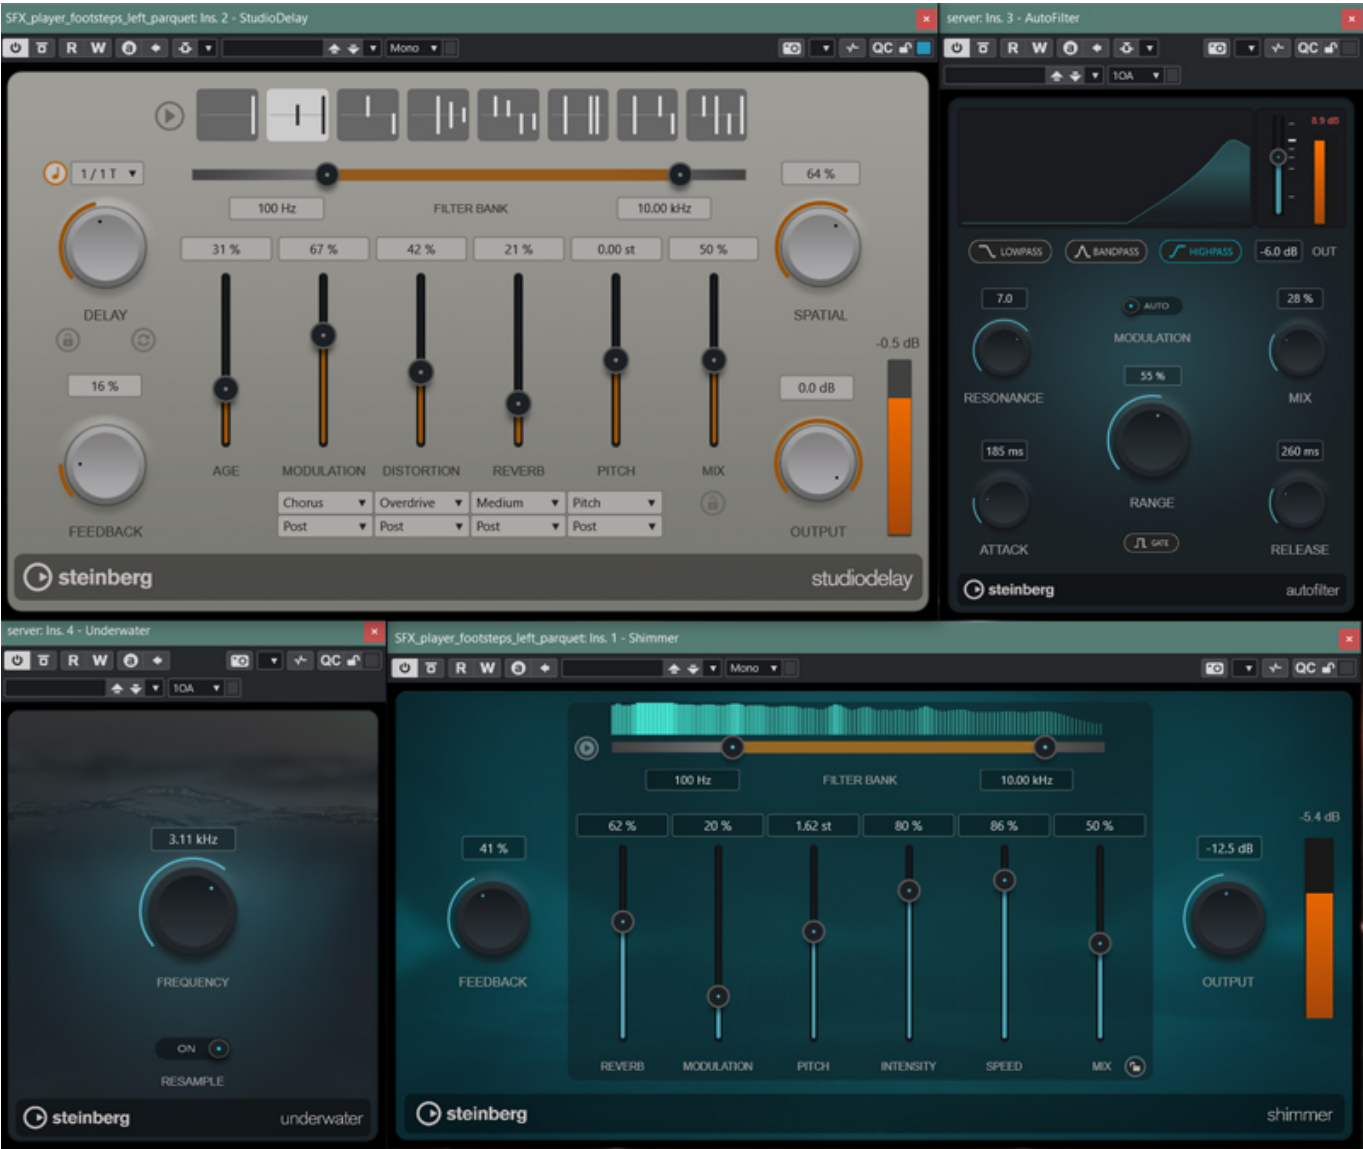 SFX_player_footsteps_left_parquet: Ins. 2 - StudioDelay
R W
Mono
QC
1/1 T
64 %
100 Hz
FILTER BANK
10.00 kHz
31 %
67 %
42 %
21 %
0.00 st
50 %
DELAY
SPATIAL
-0.5 dB
16 %
0.0 dB
AGE
MODULATION
DISTORTION
REVERB
PITCH
MIX
Chorus
Overdrive
Medium
Pitch
Post
Post
Post
Post
FEEDBACK
OUTPUT
steinberg
studiodelay
server: Ins. 3 - AutoFilter
R W
QC
10A
8.9 dB
LOWPASS
BANDPASS
HIGHPASS
-6.0 dB
OUT
7.0
AUTO
28 %
MODULATION
55 %
RESONANCE
MIX
185 ms
260 ms
RANGE
GATE
ATTACK
RELEASE
steinberg
autofilter
server: Ins. 4 - Underwater
R W
QC
10A
3.11 kHz
FREQUENCY
ON
RESAMPLE
steinberg
underwater
SFX_player_footsteps_left_parquet: Ins. 1 - Shimmer
R W
Mono
QC
100 Hz
FILTER BANK
10.00 kHz
62 %
20 %
1.62 st
80 %
86 %
50 %
-5.4 dB
41 %
-12.5 dB
FEEDBACK
OUTPUT
REVERB
MODULATION
PITCH
INTENSITY
SPEED
MIX
steinberg
shimmer